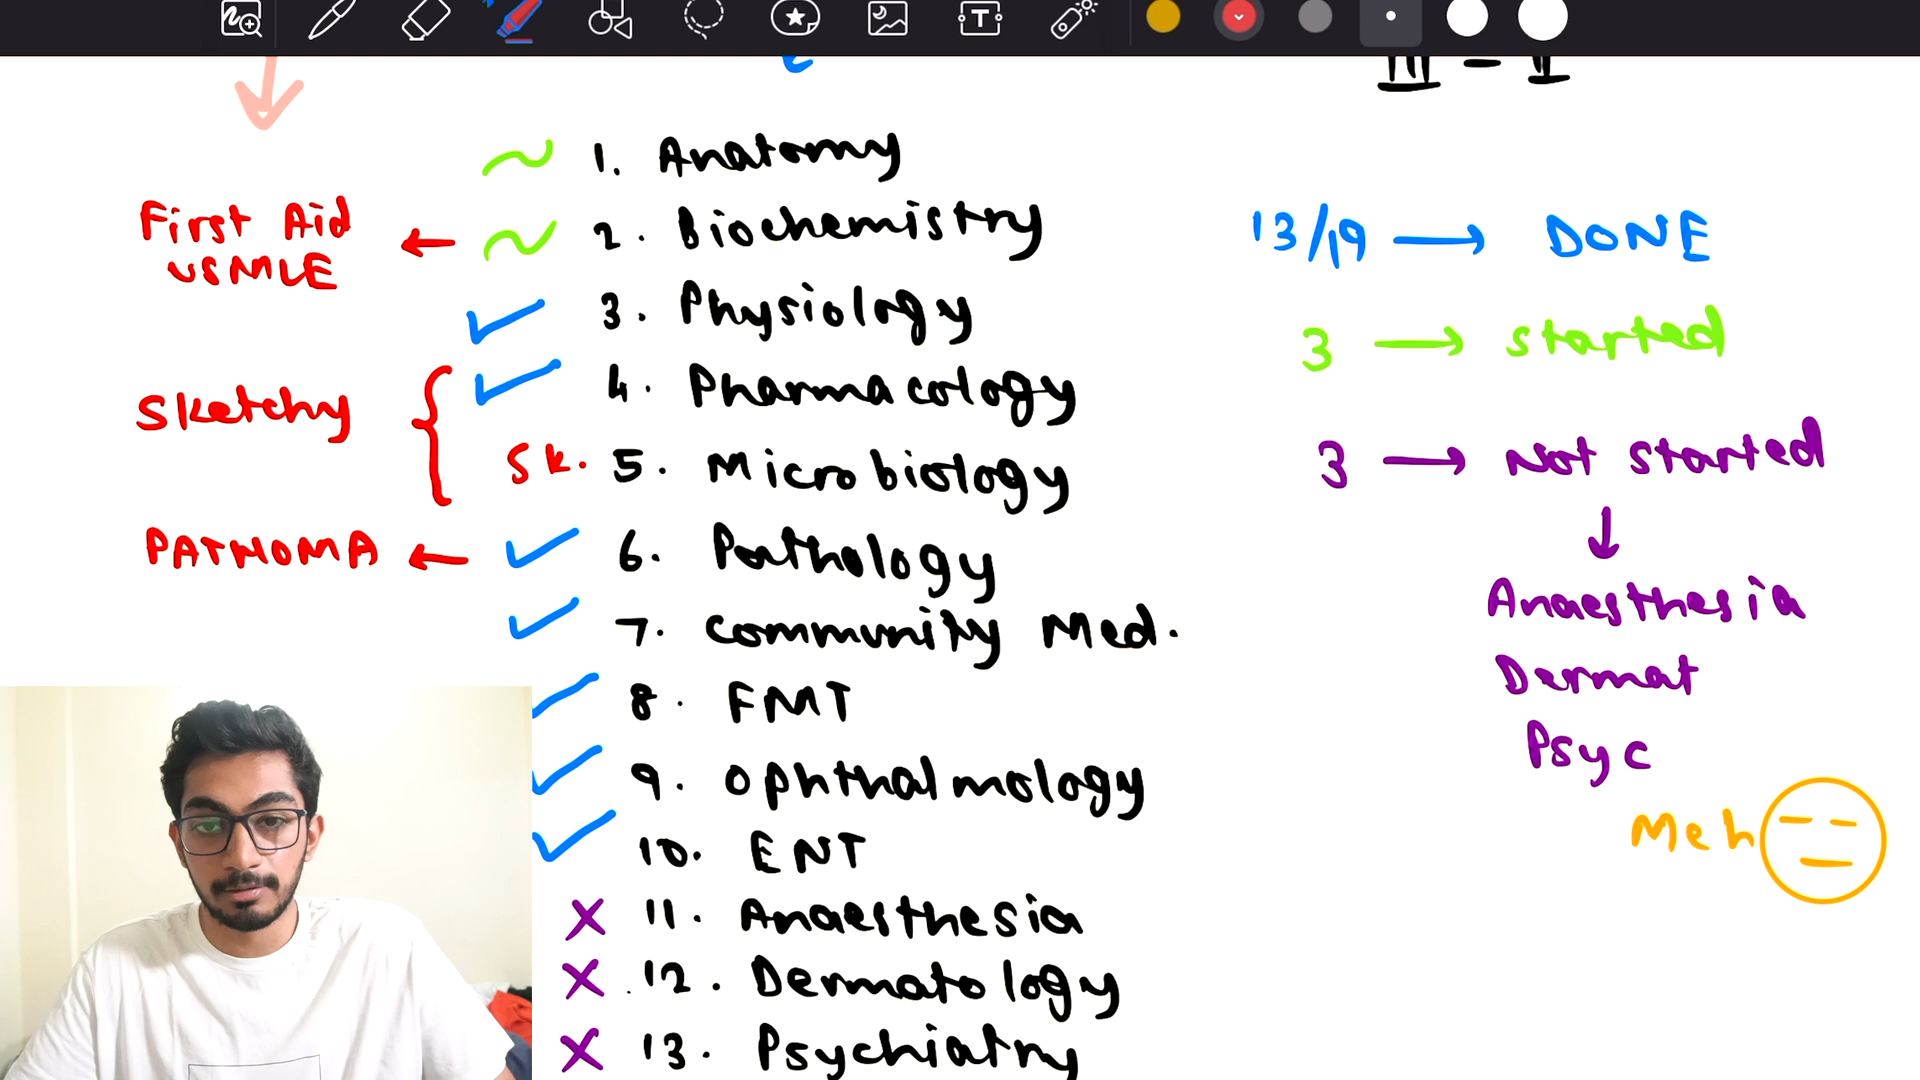 III - II
1. Anatomy
2. Biochemistry
3. Physiology
4. Pharmacology
Sk. 5. Microbiology
6. Pathology
7. Community Med.
8. FMT
9. Ophthalmology
10. ENT
X 11. Anaesthesia
X 12. Dermatology
X 13. Psychiatry
First Aid
USMLE
Sketchy
PATHOMA
13/19 → DONE
3 → started
3 → Not started
Anaesthesia
Dermat
Psyc
Meh